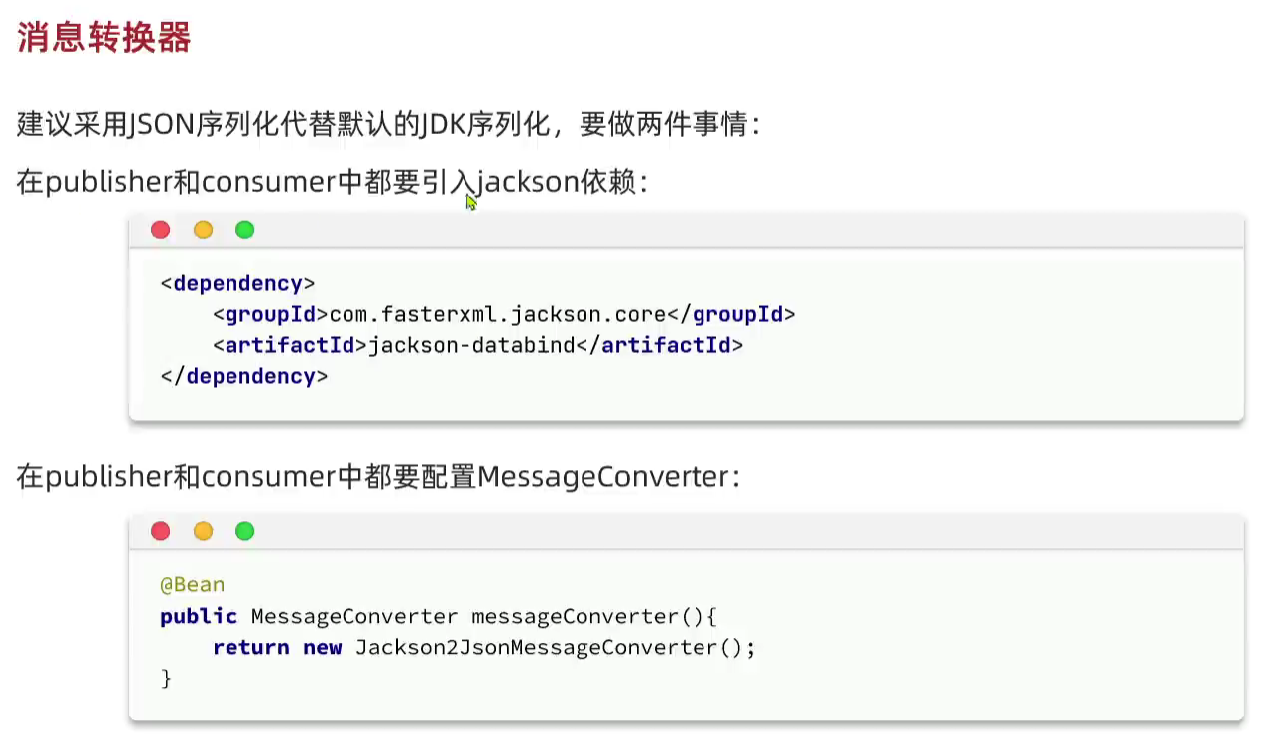 消息转换器
建议采用JSON序列化代替默认的JDK序列化，要做两件事情：
在publisher和consumer中都要引入jackson依赖：
<dependency>
    <groupId>com.fasterxml.jackson.core</groupId>
    <artifactId>jackson-databind</artifactId>
</dependency>
在publisher和consumer中都要配置MessageConverter：
@Bean
public MessageConverter messageConverter(){
    return new Jackson2JsonMessageConverter();
}